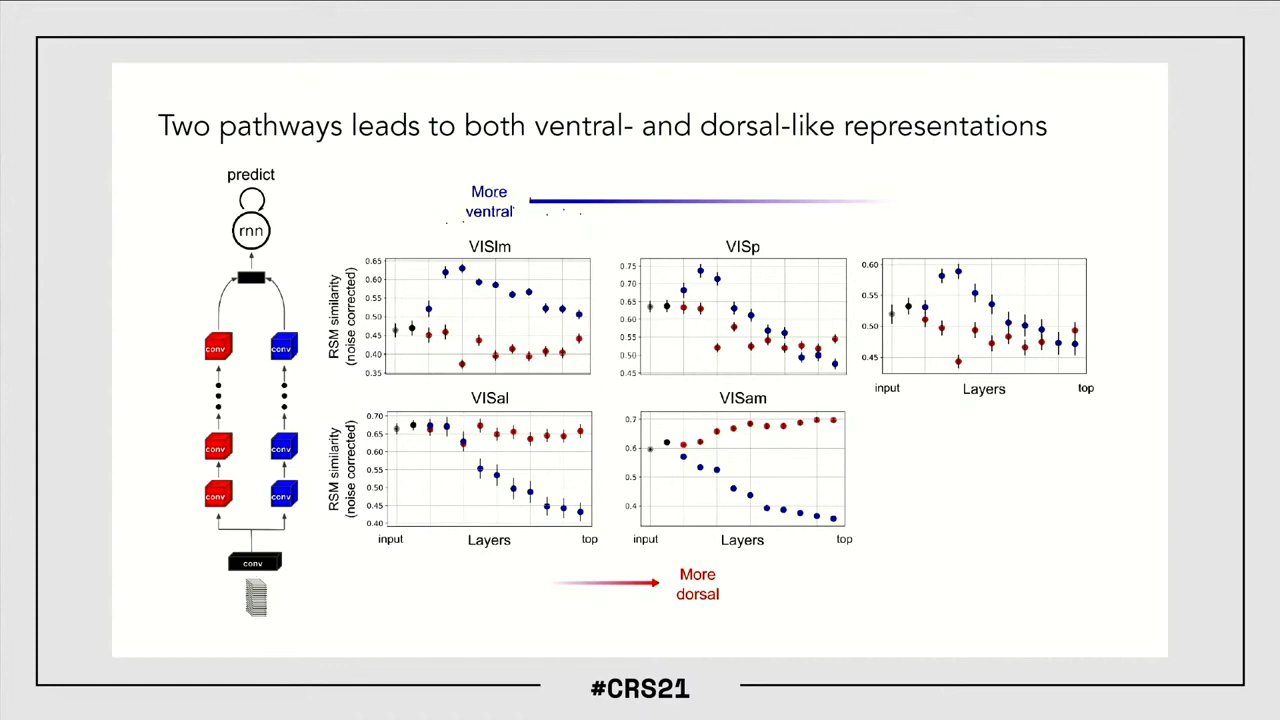 Two pathways leads to both ventral- and dorsal-like representations
predict
rnn
conv
conv
conv
conv
conv
conv
conv
More
ventral
VISlm
RSM similarity
(noise corrected)
0.65
0.60
0.55
0.50
0.45
0.40
0.35
VISp
0.75
0.70
0.65
0.60
0.55
0.50
0.45
0.60
0.55
0.50
0.45
input
Layers
top
VISal
RSM similarity
(noise corrected)
0.70
0.65
0.60
0.55
0.50
0.45
0.40
input
Layers
top
VISam
0.7
0.6
0.5
0.4
input
Layers
top
More
dorsal
#CRS21